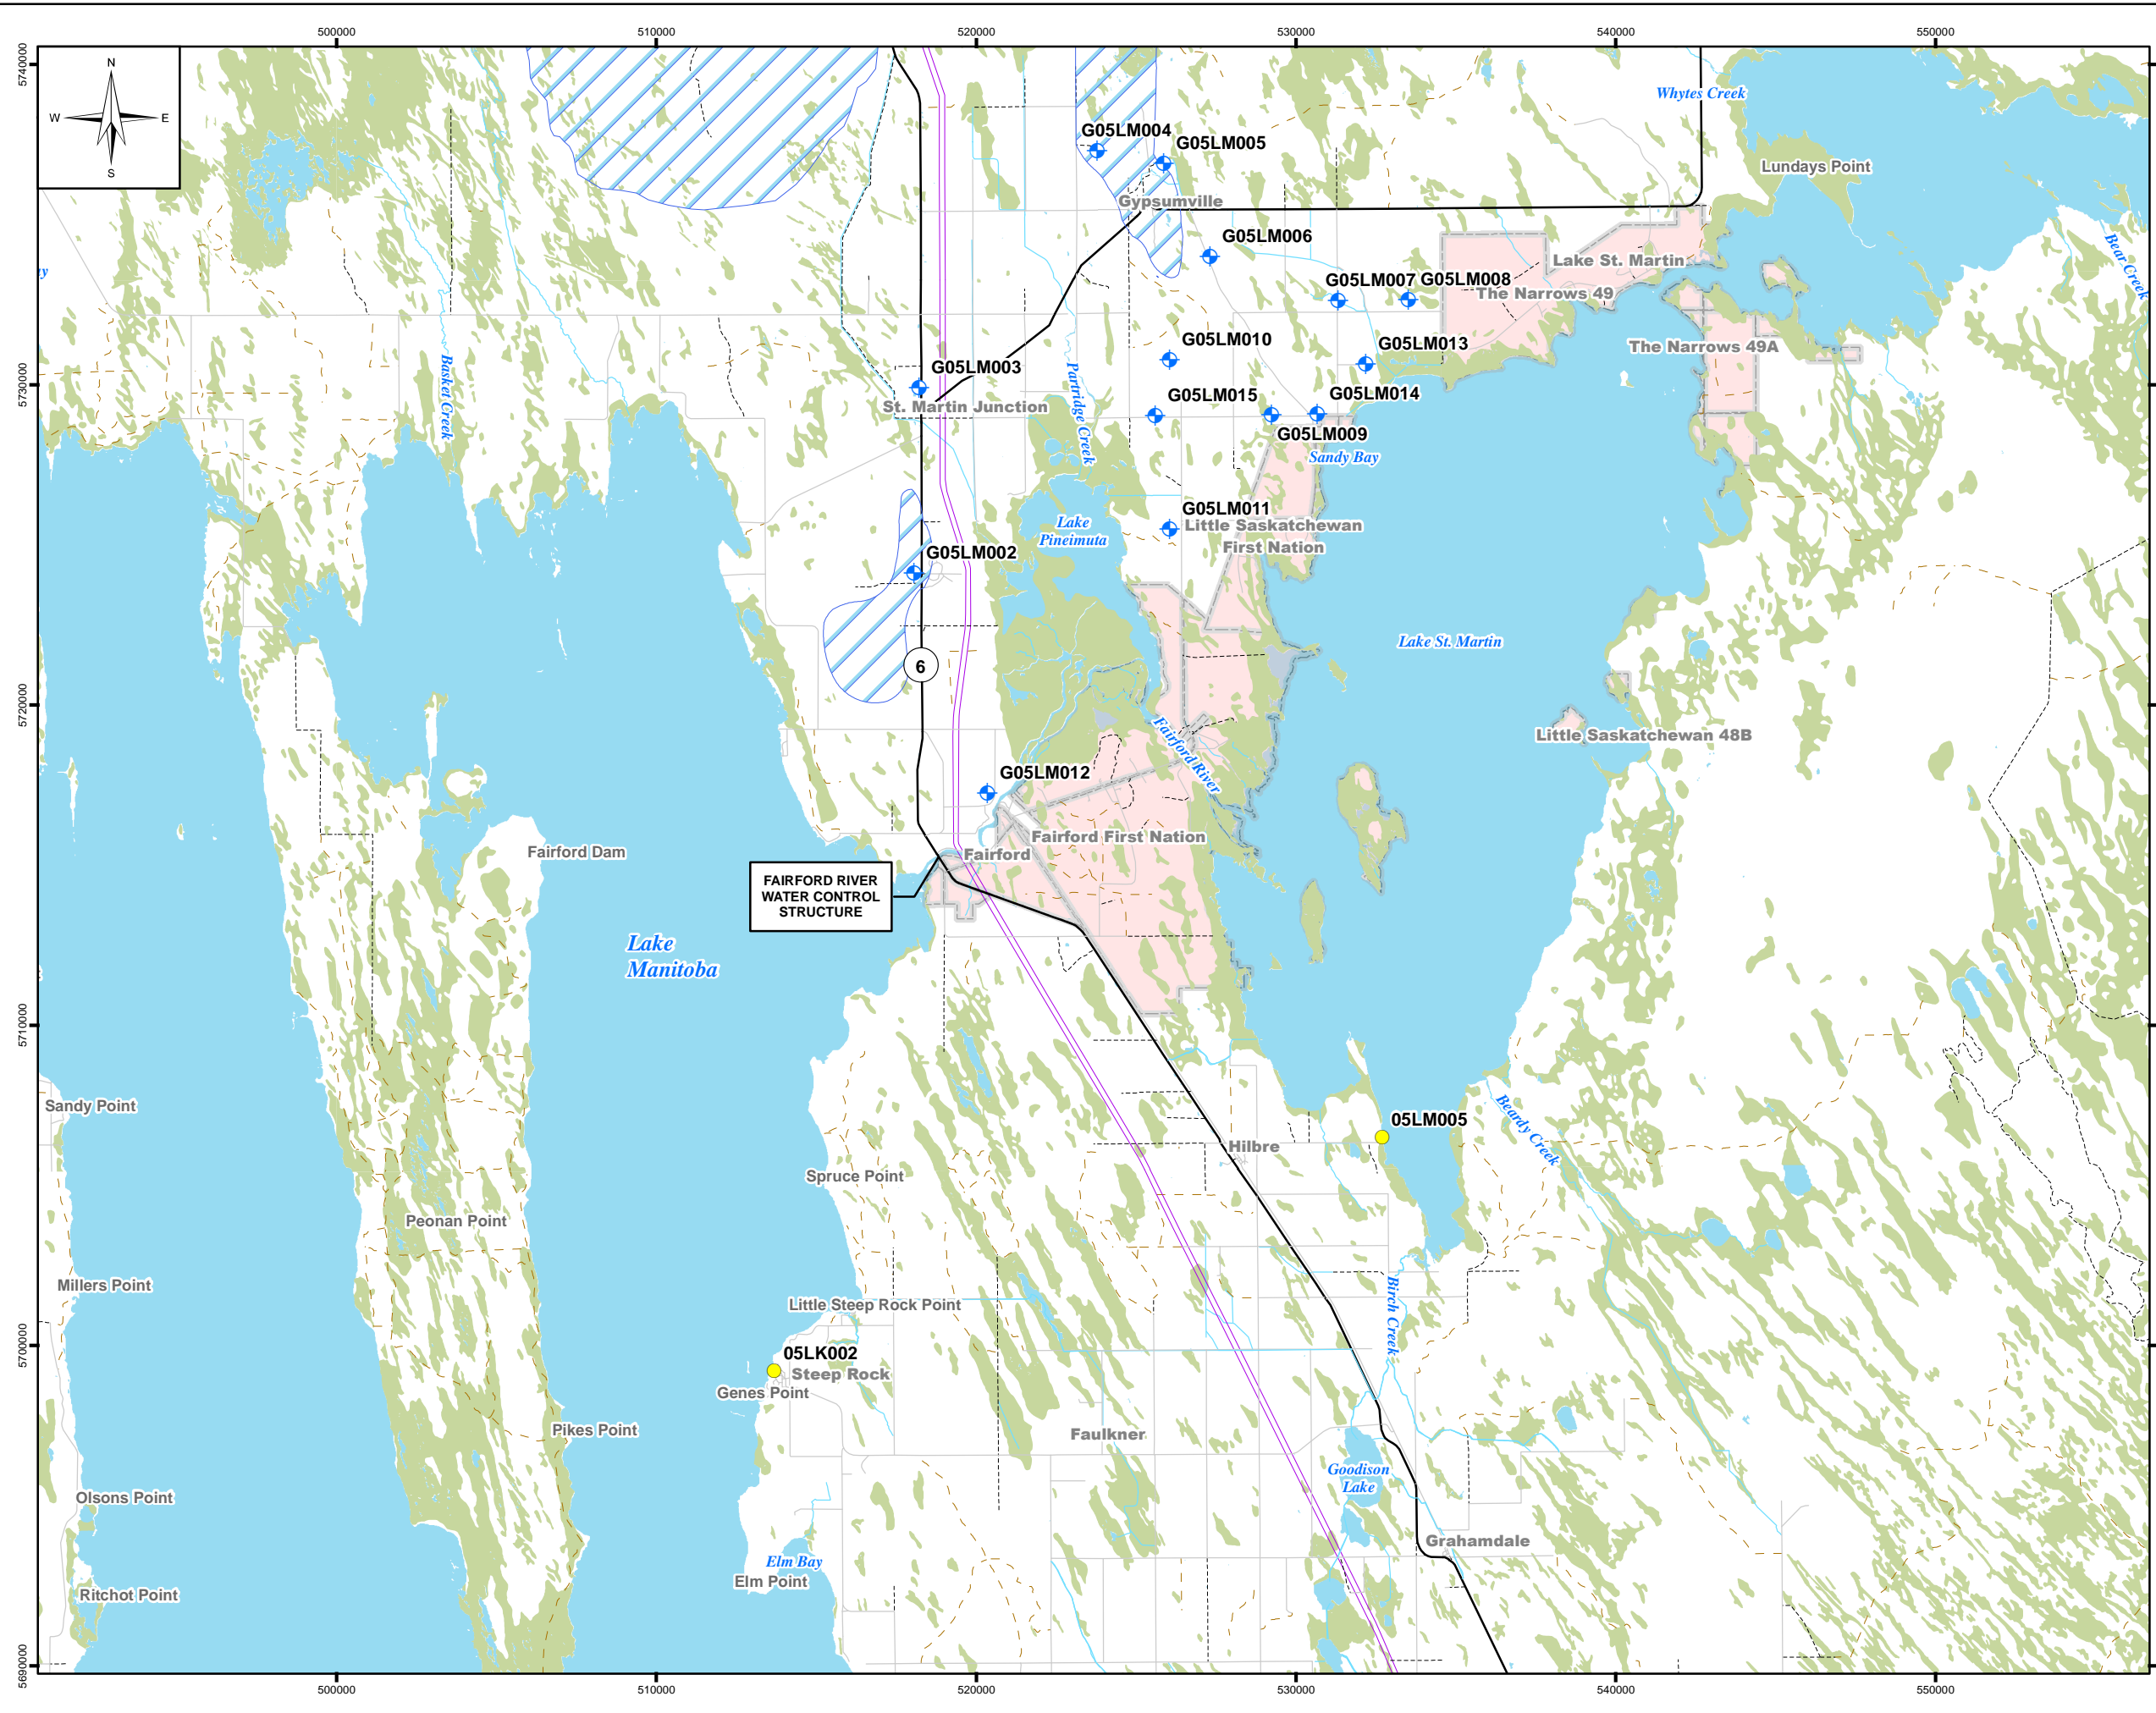 500000
510000
520000
530000
540000
550000
5740000
N
W
E
S
Whytes Creek
G05LM004
G05LM005
Lundays Point
Gypsumville
G05LM006
Bear Creek
Lake St. Martin
ay
G05LM007
G05LM008
The Narrows 49
G05LM010
G05LM013
The Narrows 49A
5730000
Basket Creek
G05LM003
Partridge Creek
St. Martin Junction
G05LM015
G05LM014
G05LM009
Sandy Bay
G05LM011
Lake
Pineimuta
Little Saskatchewan
First Nation
G05LM002
6
Lake St. Martin
5720000
Fairford River
Little Saskatchewan 48B
G05LM012
Fairford First Nation
Fairford Dam
Fairford
FAIRFORD RIVER
WATER CONTROL
STRUCTURE
Lake
Manitoba
5710000
Sandy Point
05LM005
Beardy Creek
Hilbre
Spruce Point
Peonan Point
Millers Point
Little Steep Rock Point
Birch Creek
5700000
05LK002
Steep Rock
Genes Point
Pikes Point
Faulkner
Goodison
Lake
Olsons Point
Grahamdale
Elm Bay
Elm Point
Ritchot Point
5690000
500000
510000
520000
530000
540000
550000